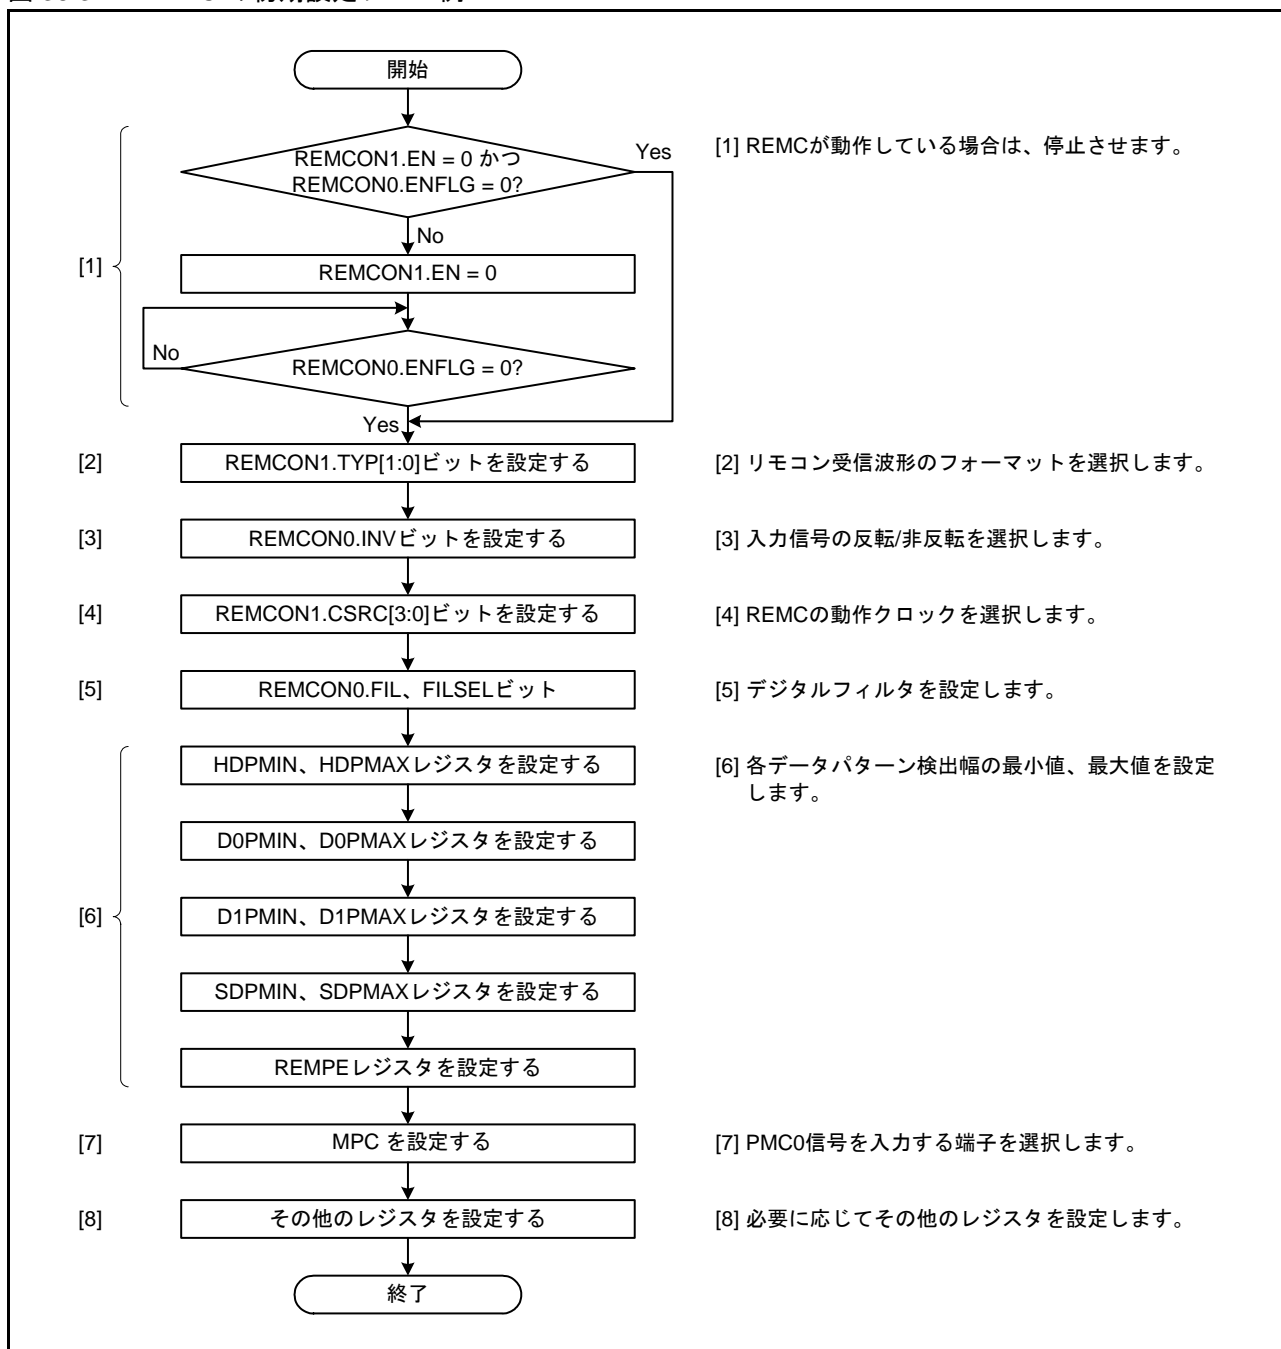 開始
REMCON1.EN = 0 かつ
REMCON0.ENFLG = 0?
Yes
[1] REMCが動作している場合は、停止させます。
No
[1]
REMCON1.EN = 0
No
REMCON0.ENFLG = 0?
Yes
[2]
REMCON1.TYP[1:0]ビットを設定する
[2] リモコン受信波形のフォーマットを選択します。
[3]
REMCON0.INVビットを設定する
[3] 入力信号の反転/非反転を選択します。
[4]
REMCON1.CSRC[3:0]ビットを設定する
[4] REMCの動作クロックを選択します。
[5]
REMCON0.FIL、FILSELビット
[5] デジタルフィルタを設定します。
HDPMIN、HDPMAXレジスタを設定する
[6] 各データパターン検出幅の最小値、最大値を設定
します。
D0PMIN、D0PMAXレジスタを設定する
[6]
D1PMIN、D1PMAXレジスタを設定する
SDPMIN、SDPMAXレジスタを設定する
REMPEレジスタを設定する
[7]
MPC を設定する
[7] PMC0信号を入力する端子を選択します。
[8]
その他のレジスタを設定する
[8] 必要に応じてその他のレジスタを設定します。
終了